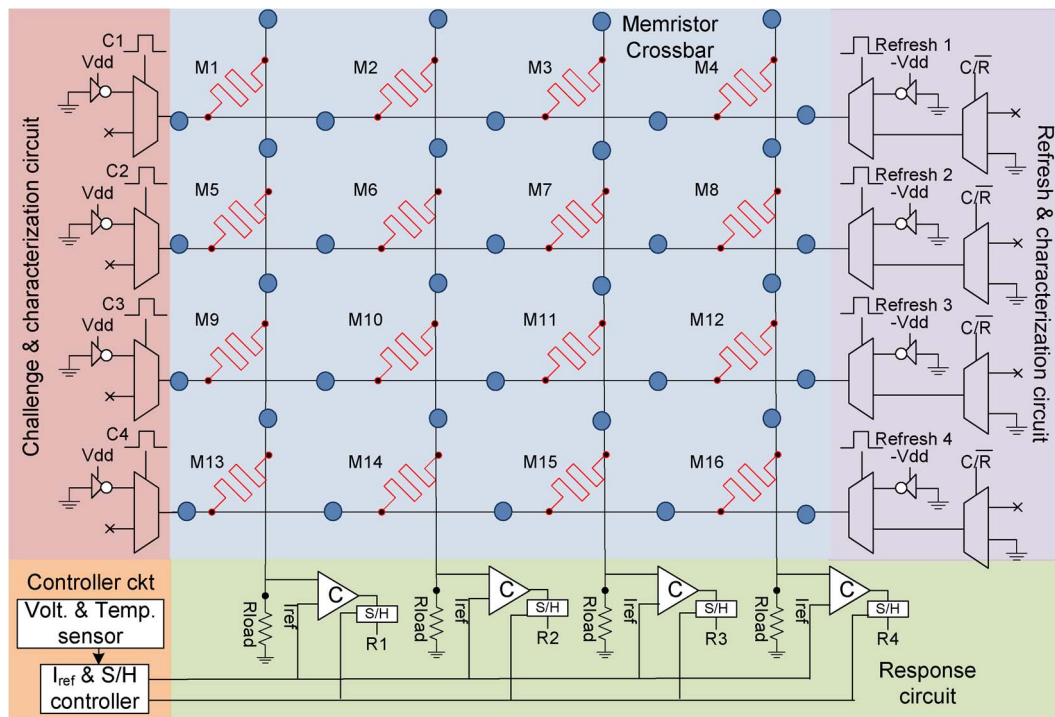 Challenge & characterization circuit
C1
Vdd
C2
Vdd
C3
Vdd
C4
Vdd
Memristor
Crossbar
M1
M2
M3
M4
M5
M6
M7
M8
M9
M10
M11
M12
M13
M14
M15
M16
Refresh 1
-Vdd
C/R̅
Refresh 2
-Vdd
C/R̅
Refresh 3
-Vdd
C/R̅
Refresh 4
-Vdd
C/R̅
Refresh & characterization circuit
Controller ckt
Volt. & Temp.
sensor
Iref & S/H
controller
Rload
Iref
C
S/H
R1
Rload
Iref
C
S/H
R2
Rload
Iref
C
S/H
R3
Rload
Iref
C
S/H
R4
Response
circuit